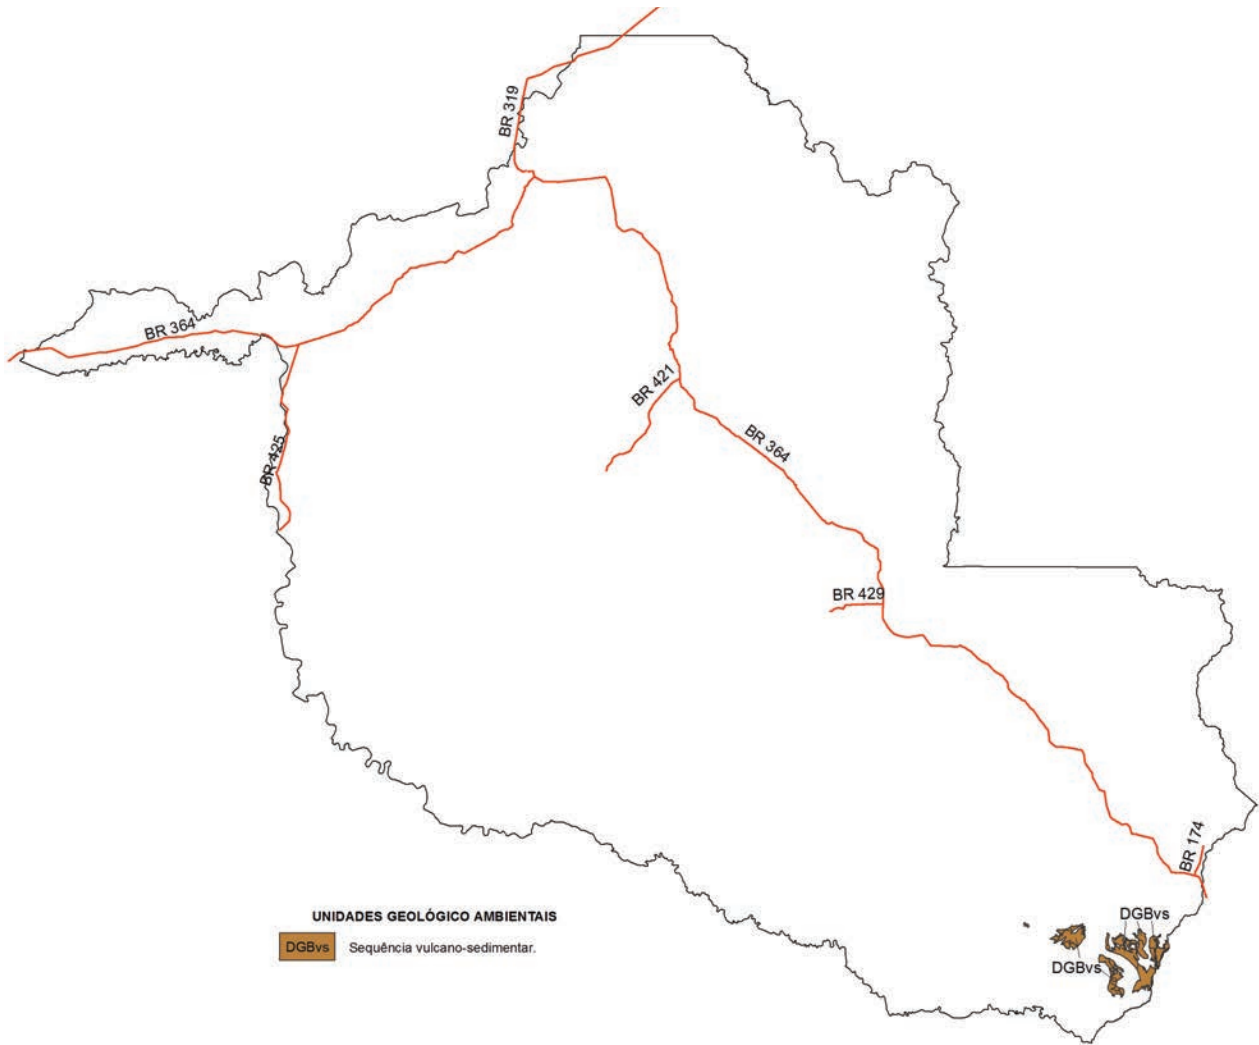 BR 319
BR 364
BR 421
BR 425
BR 364
BR 429
BR 174
UNIDADES GEOLÓGICO AMBIENTAIS
DGBvs
DGBvs Sequência vulcano-sedimentar.
DGBvs